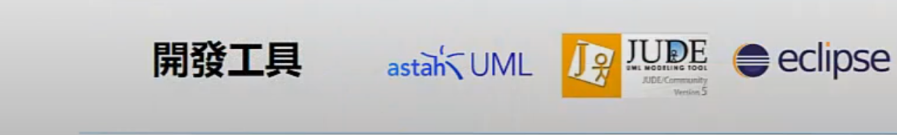 開發工具
astah UML
JUDE
UML MODELING TOOL
JUDE/Community
Version 5
eclipse